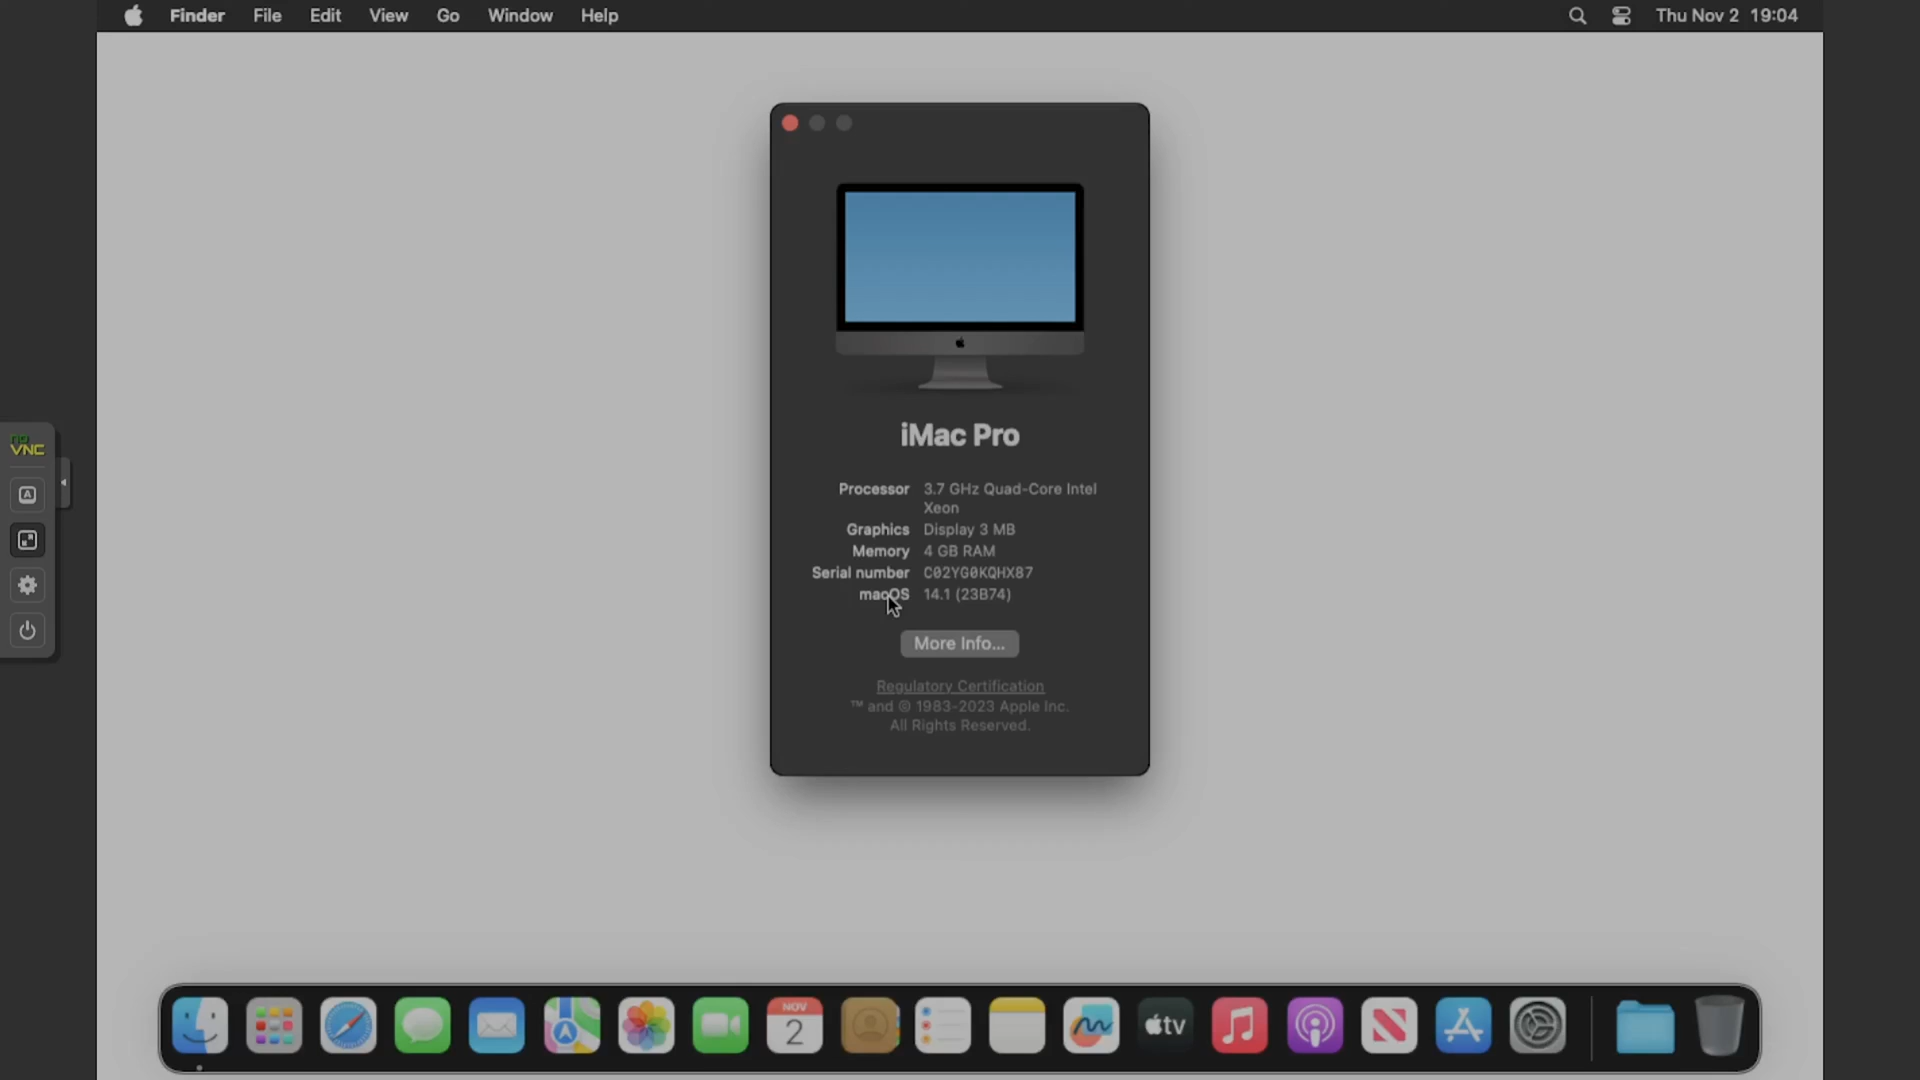 Finder File Edit View Go Window Help
Thu Nov 2 19:04
no
VNC
A
iMac Pro
Processor 3.7 GHz Quad-Core Intel
Xeon
Graphics Display 3 MB
Memory 4 GB RAM
Serial number C02YG0KQHX87
macOS 14.1 (23B74)
More Info...
Regulatory Certification
™ and © 1983-2023 Apple Inc.
All Rights Reserved.
NOV
2
tv